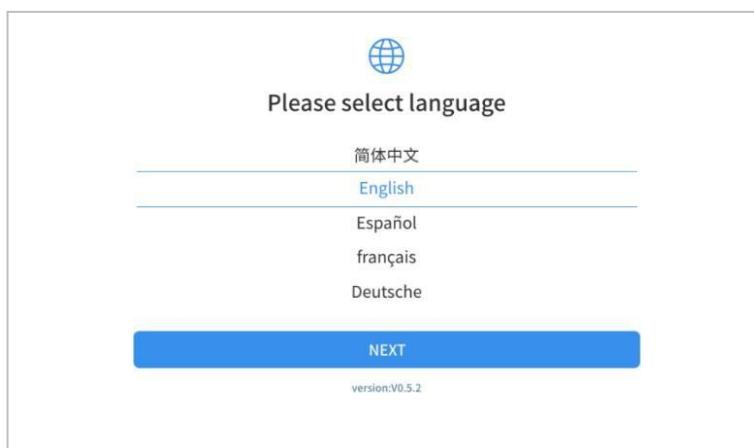 Please select language
简体中文
English
Español
français
Deutsche
NEXT
version:V0.5.2